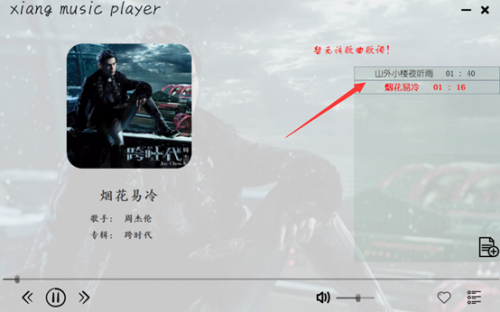 xiang music player
暂无该歌曲歌词!
山外小楼夜听雨 01 : 40
烟花易冷 01 : 16
跨时代
烟花易冷
歌手: 周杰伦
专辑: 跨时代